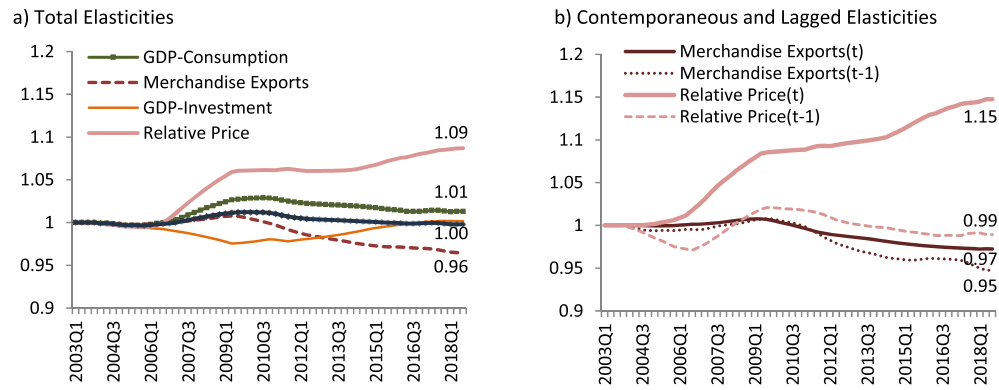 a) Total Elasticities
1.2
1.15
1.1
1.05
1
0.95
0.9
GDP-Consumption
Merchandise Exports
GDP-Investment
Relative Price
1.09
1.01
1.00
0.96
2003Q1
2004Q3
2006Q1
2007Q3
2009Q1
2010Q3
2012Q1
2013Q3
2015Q1
2016Q3
2018Q1
b) Contemporaneous and Lagged Elasticities
1.2
1.15
1.1
1.05
1
0.95
0.9
Merchandise Exports(t)
Merchandise Exports(t-1)
Relative Price(t)
Relative Price(t-1)
1.15
0.99
0.97
0.95
2003Q1
2004Q3
2006Q1
2007Q3
2009Q1
2010Q3
2012Q1
2013Q3
2015Q1
2016Q3
2018Q1